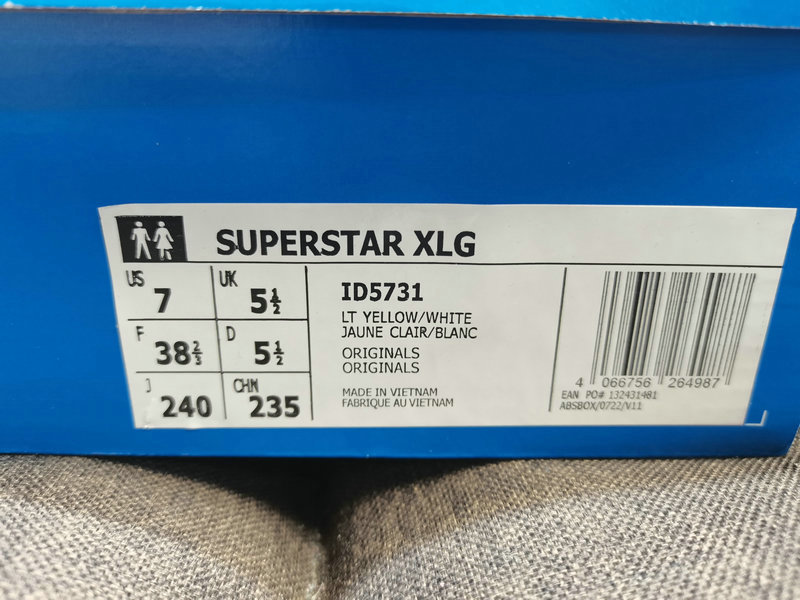 SUPERSTAR XLG
US 7 UK 5½
F 38⅔ D 5½
J 240 CHN 235
ID5731
LT YELLOW/WHITE
JAUNE CLAIR/BLANC
ORIGINALS
ORIGINALS
MADE IN VIETNAM
FABRIQUE AU VIETNAM
4 066756 264987
EAN PO# 132431481
ABSBOX/0722/V11